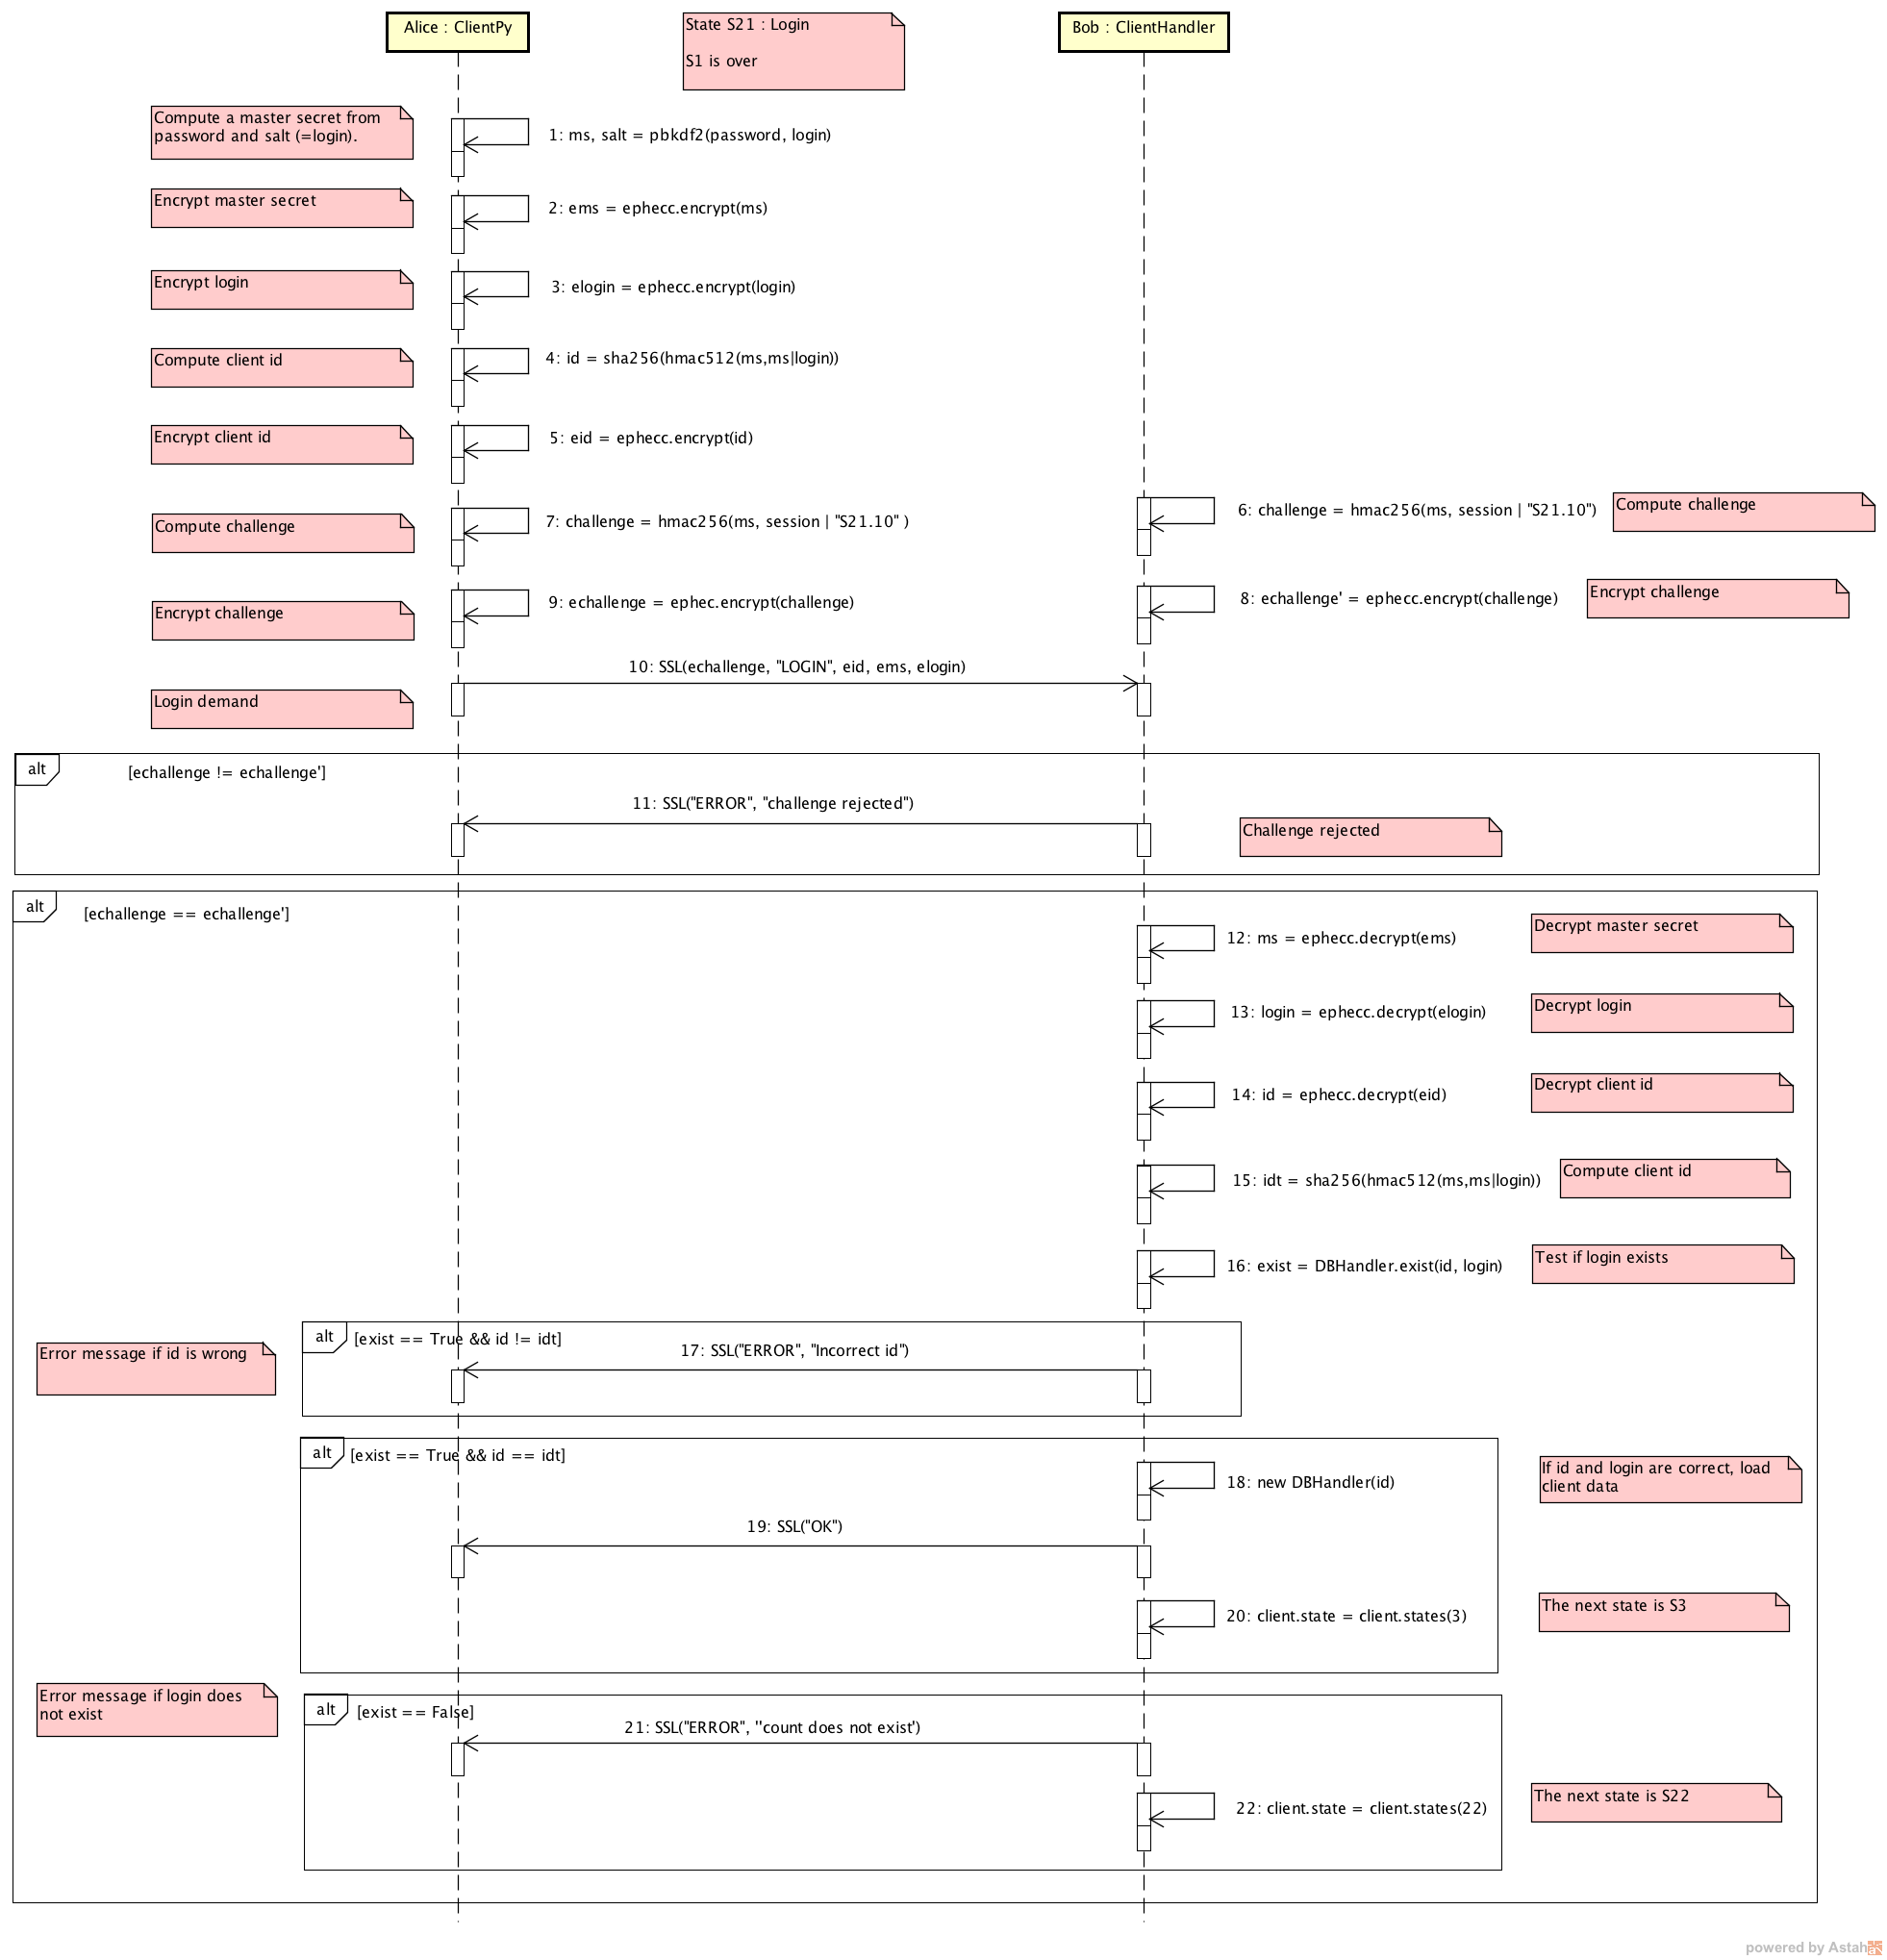 Alice : ClientPy
State S21 : Login
S1 is over
Bob : ClientHandler
Compute a master secret from
password and salt (=login).
1: ms, salt = pbkdf2(password, login)
Encrypt master secret
2: ems = ephecc.encrypt(ms)
Encrypt login
3: elogin = ephecc.encrypt(login)
Compute client id
4: id = sha256(hmac512(ms,ms|login))
Encrypt client id
5: eid = ephecc.encrypt(id)
6: challenge = hmac256(ms, session | "S21.10")
Compute challenge
Compute challenge
7: challenge = hmac256(ms, session | "S21.10" )
8: echallenge' = ephecc.encrypt(challenge)
Encrypt challenge
Encrypt challenge
9: echallenge = ephec.encrypt(challenge)
10: SSL(echallenge, "LOGIN", eid, ems, elogin)
Login demand
alt
[echallenge != echallenge']
11: SSL("ERROR", "challenge rejected")
Challenge rejected
alt
[echallenge == echallenge']
12: ms = ephecc.decrypt(ems)
Decrypt master secret
13: login = ephecc.decrypt(elogin)
Decrypt login
14: id = ephecc.decrypt(eid)
Decrypt client id
15: idt = sha256(hmac512(ms,ms|login))
Compute client id
16: exist = DBHandler.exist(id, login)
Test if login exists
alt
[exist == True && id != idt]
Error message if id is wrong
17: SSL("ERROR", "Incorrect id")
alt
[exist == True && id == idt]
18: new DBHandler(id)
If id and login are correct, load
client data
19: SSL("OK")
20: client.state = client.states(3)
The next state is S3
Error message if login does
not exist
alt
[exist == False]
21: SSL("ERROR", ''count does not exist')
22: client.state = client.states(22)
The next state is S22
powered by Astah